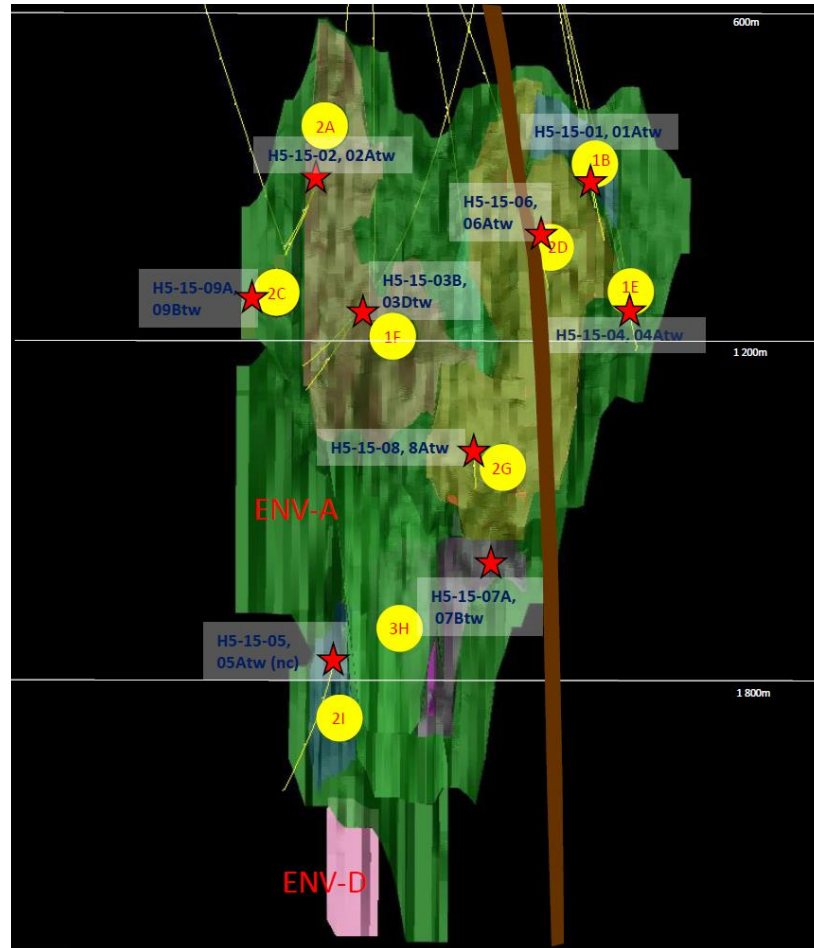 600m
2A
H5-15-02, 02Atw
H5-15-01, 01Atw
1B
H5-15-06,
06Atw
2D
H5-15-09A,
09Btw
2C
H5-15-03B,
03Dtw
1F
1E
H5-15-04, 04Atw
1 200m
H5-15-08, 8Atw
2G
ENV-A
H5-15-07A,
07Btw
3H
H5-15-05,
05Atw (nc)
1 800m
2I
ENV-D